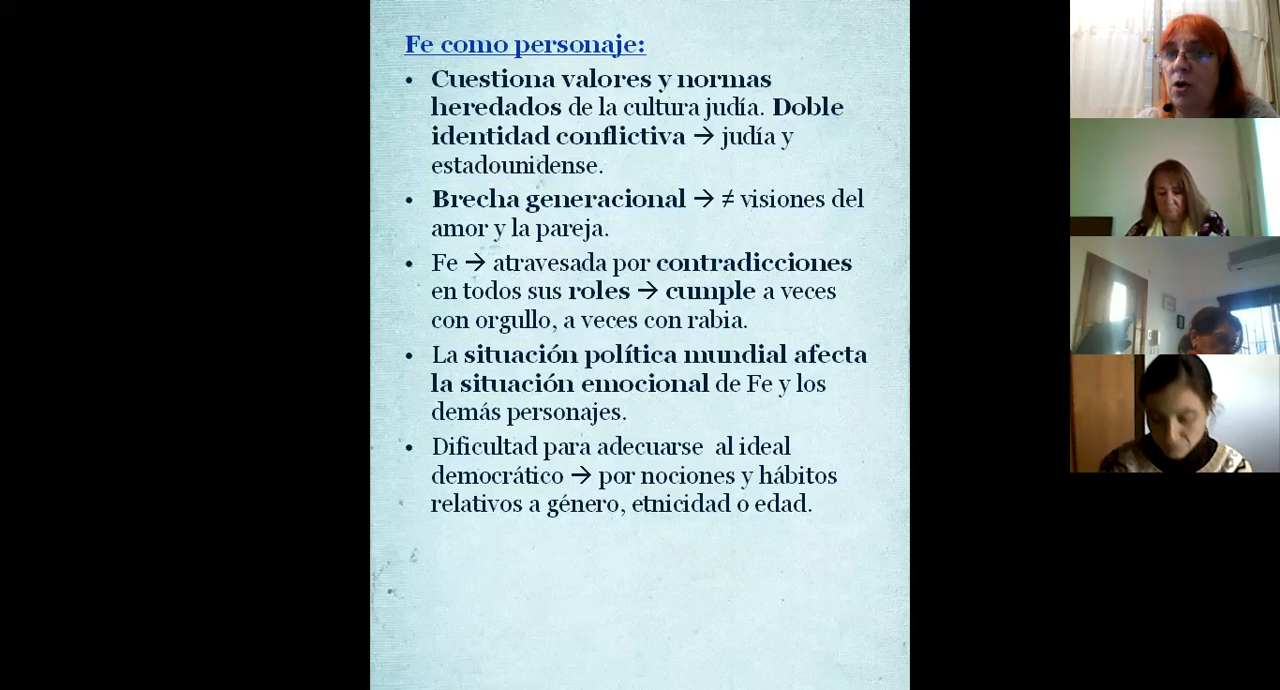 Fe como personaje:
• Cuestiona valores y normas
heredados de la cultura judía. Doble
identidad conflictiva → judía y
estadounidense.
• Brecha generacional → ≠ visiones del
amor y la pareja.
• Fe → atravesada por contradicciones
en todos sus roles → cumple a veces
con orgullo, a veces con rabia.
• La situación política mundial afecta
la situación emocional de Fe y los
demás personajes.
• Dificultad para adecuarse  al ideal
democrático → por nociones y hábitos
relativos a género, etnicidad o edad.